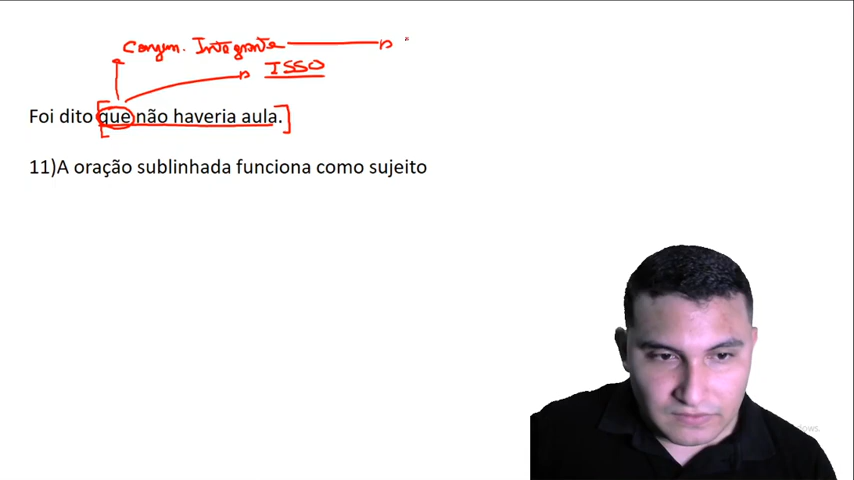 Conjun. Integrante
ISSO
Foi dito que não haveria aula.
11)A oração sublinhada funciona como sujeito